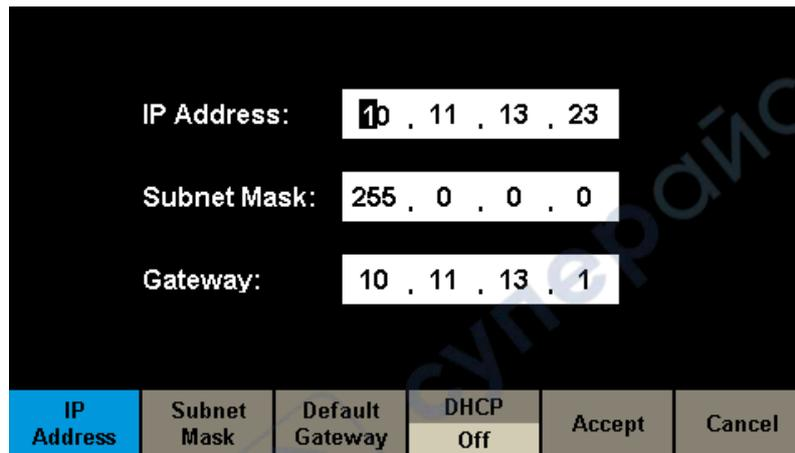 IP Address: 10 . 11 . 13 . 23
Subnet Mask: 255 . 0 . 0 . 0
Gateway: 10 . 11 . 13 . 1
IP Address
Subnet Mask
Default Gateway
DHCP Off
Accept
Cancel
суперайс